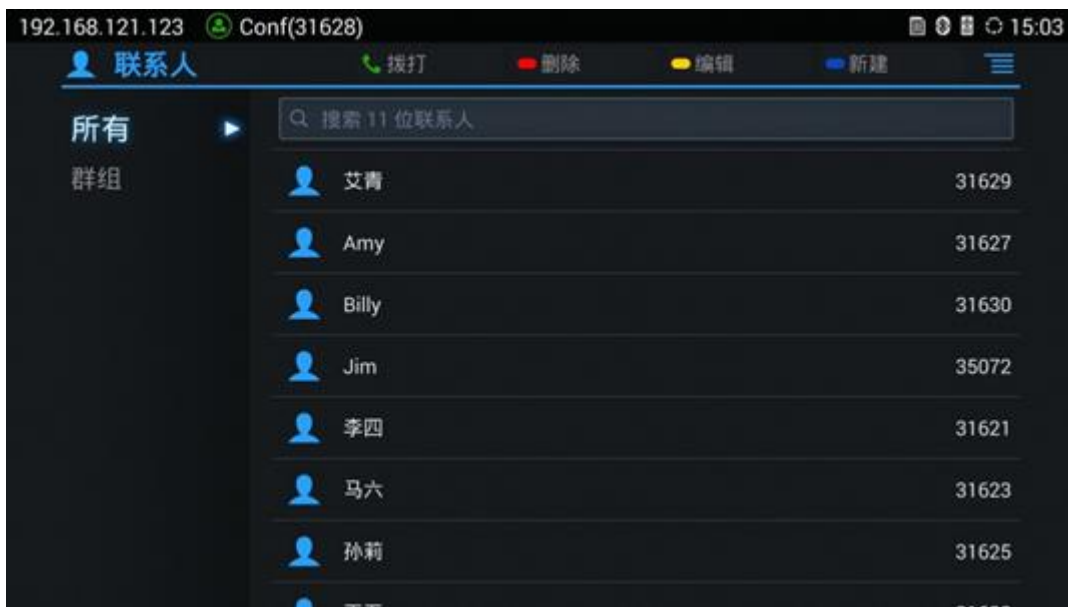 192.168.121.123 Conf(31628) 15:03
联系人 拨打 删除 编辑 新建
所有
群组
搜索 11 位联系人
艾青 31629
Amy 31627
Billy 31630
Jim 35072
李四 31621
马六 31623
孙莉 31625